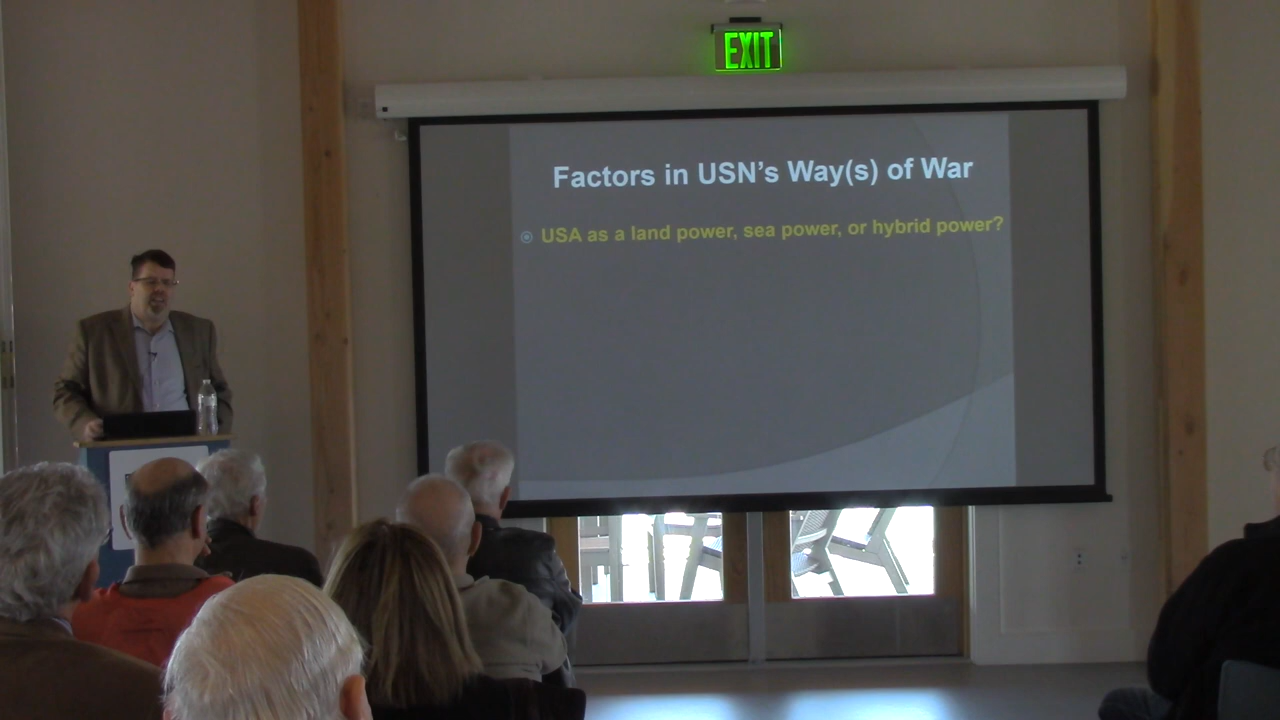 EXIT
Factors in USN's Way(s) of War
USA as a land power, sea power, or hybrid power?